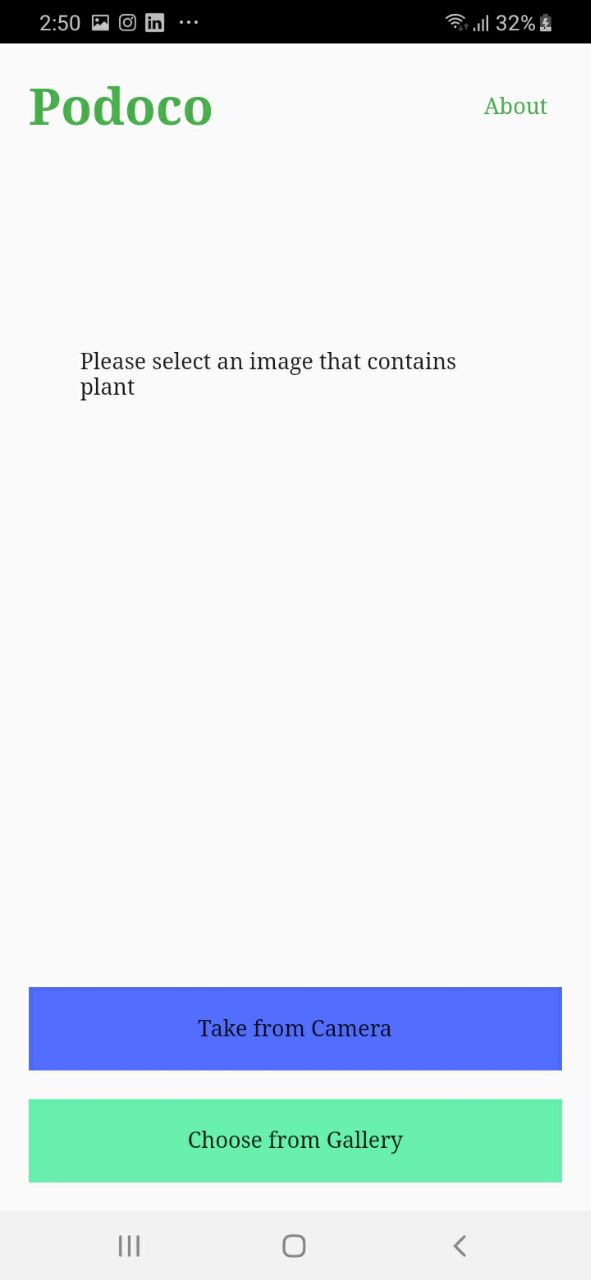 2:50 32%
Podoco
About
Please select an image that contains
plant
Take from Camera
Choose from Gallery